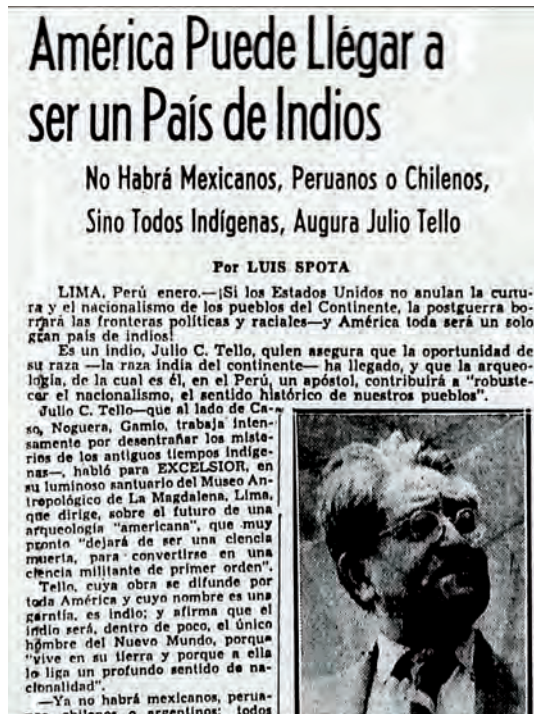 América Puede Llegar a
ser un País de Indios
No Habrá Mexicanos, Peruanos o Chilenos,
Sino Todos Indígenas, Augura Julio Tello
Por LUIS SPOTA
LIMA, Perú enero.—¡Si los Estados Unidos no anulan la cultu-
ra y el nacionalismo de los pueblos del Continente, la postguerra bo-
rrará las fronteras políticas y raciales—y América toda será un solo
gran país de indios!
Es un indio, Julio C. Tello, quien asegura que la oportunidad de
su raza —la raza india del continente— ha llegado, y que la arqueo-
logía, de la cual es él, en el Perú, un apóstol, contribuirá a "robuste-
cer el nacionalismo, el sentido histórico de nuestros pueblos".
Julio C. Tello—que al lado de Ca-
so, Noguera, Gamio, trabaja inten-
samente por desentrañar los miste-
rios de los antiguos tiempos indíge-
nas—, habló para EXCELSIOR, en
su luminoso santuario del Museo An-
tropológico de La Magdalena, Lima,
que dirige, sobre el futuro de una
arqueología "americana", que muy
pronto "dejará de ser una ciencia
muerta, para convertirse en una
ciencia militante de primer orden".
Tello, cuya obra se difunde por
toda América y cuyo nombre es una
garntía, es indio; y afirma que el
indio será, dentro de poco, el único
hombre del Nuevo Mundo, porque
"vive en su tierra y porque a ella
lo liga un profundo sentido de na-
cionalidad".
—Ya no habrá mexicanos, perua-
nos, chilenos o argentinos: todos